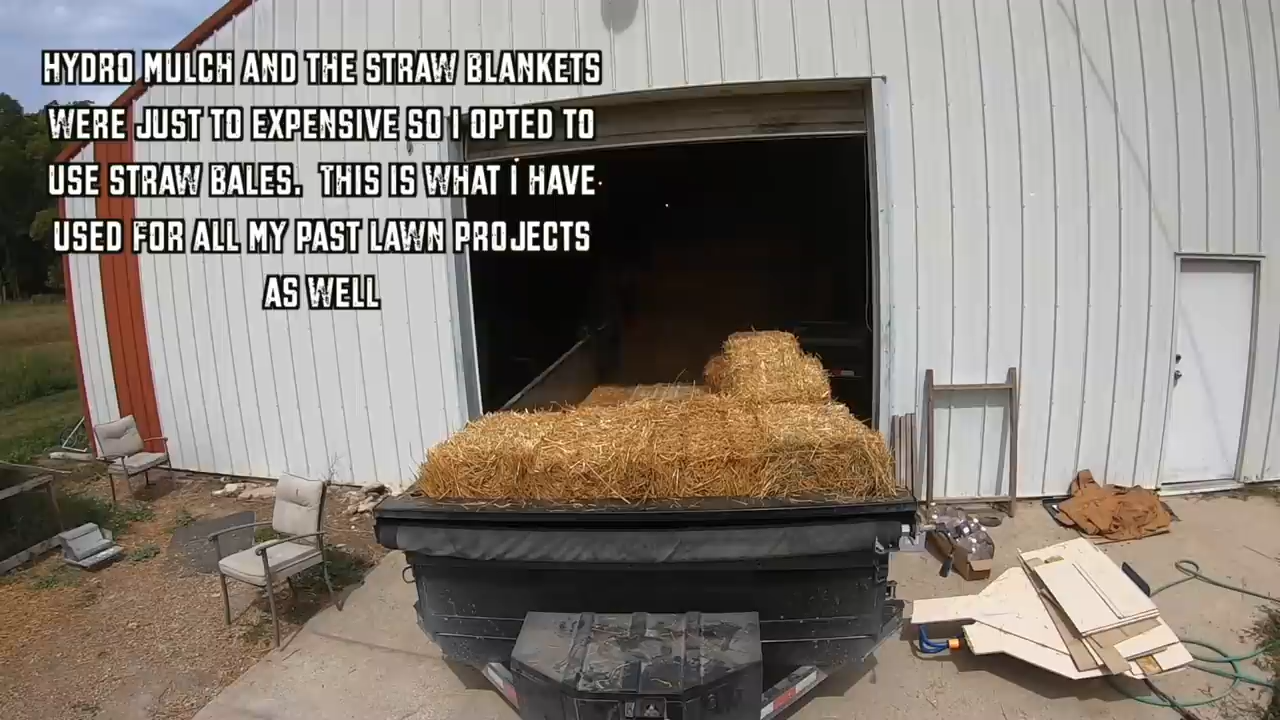 HYDRO MULCH AND THE STRAW BLANKETS
WERE JUST TO EXPENSIVE SO I OPTED TO
USE STRAW BALES. THIS IS WHAT I HAVE
USED FOR ALL MY PAST LAWN PROJECTS
AS WELL